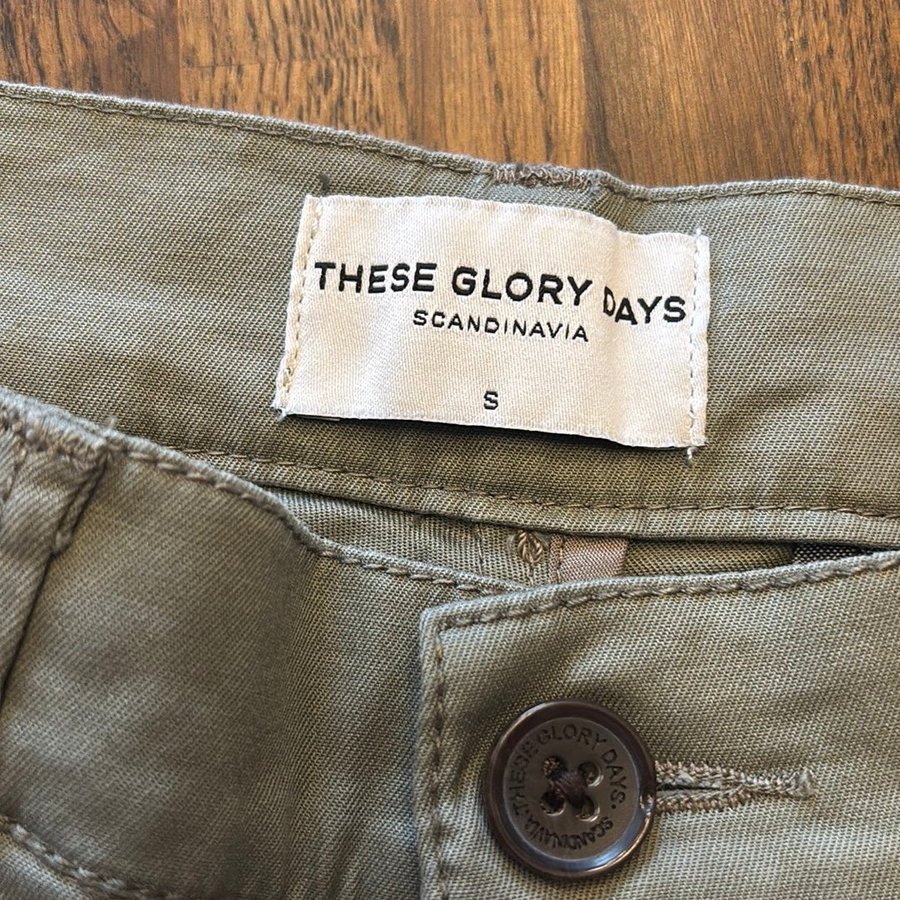 THESE GLORY DAYS
SCANDINAVIA
S
THESE GLORY DAYS. SCANDINAVIA.